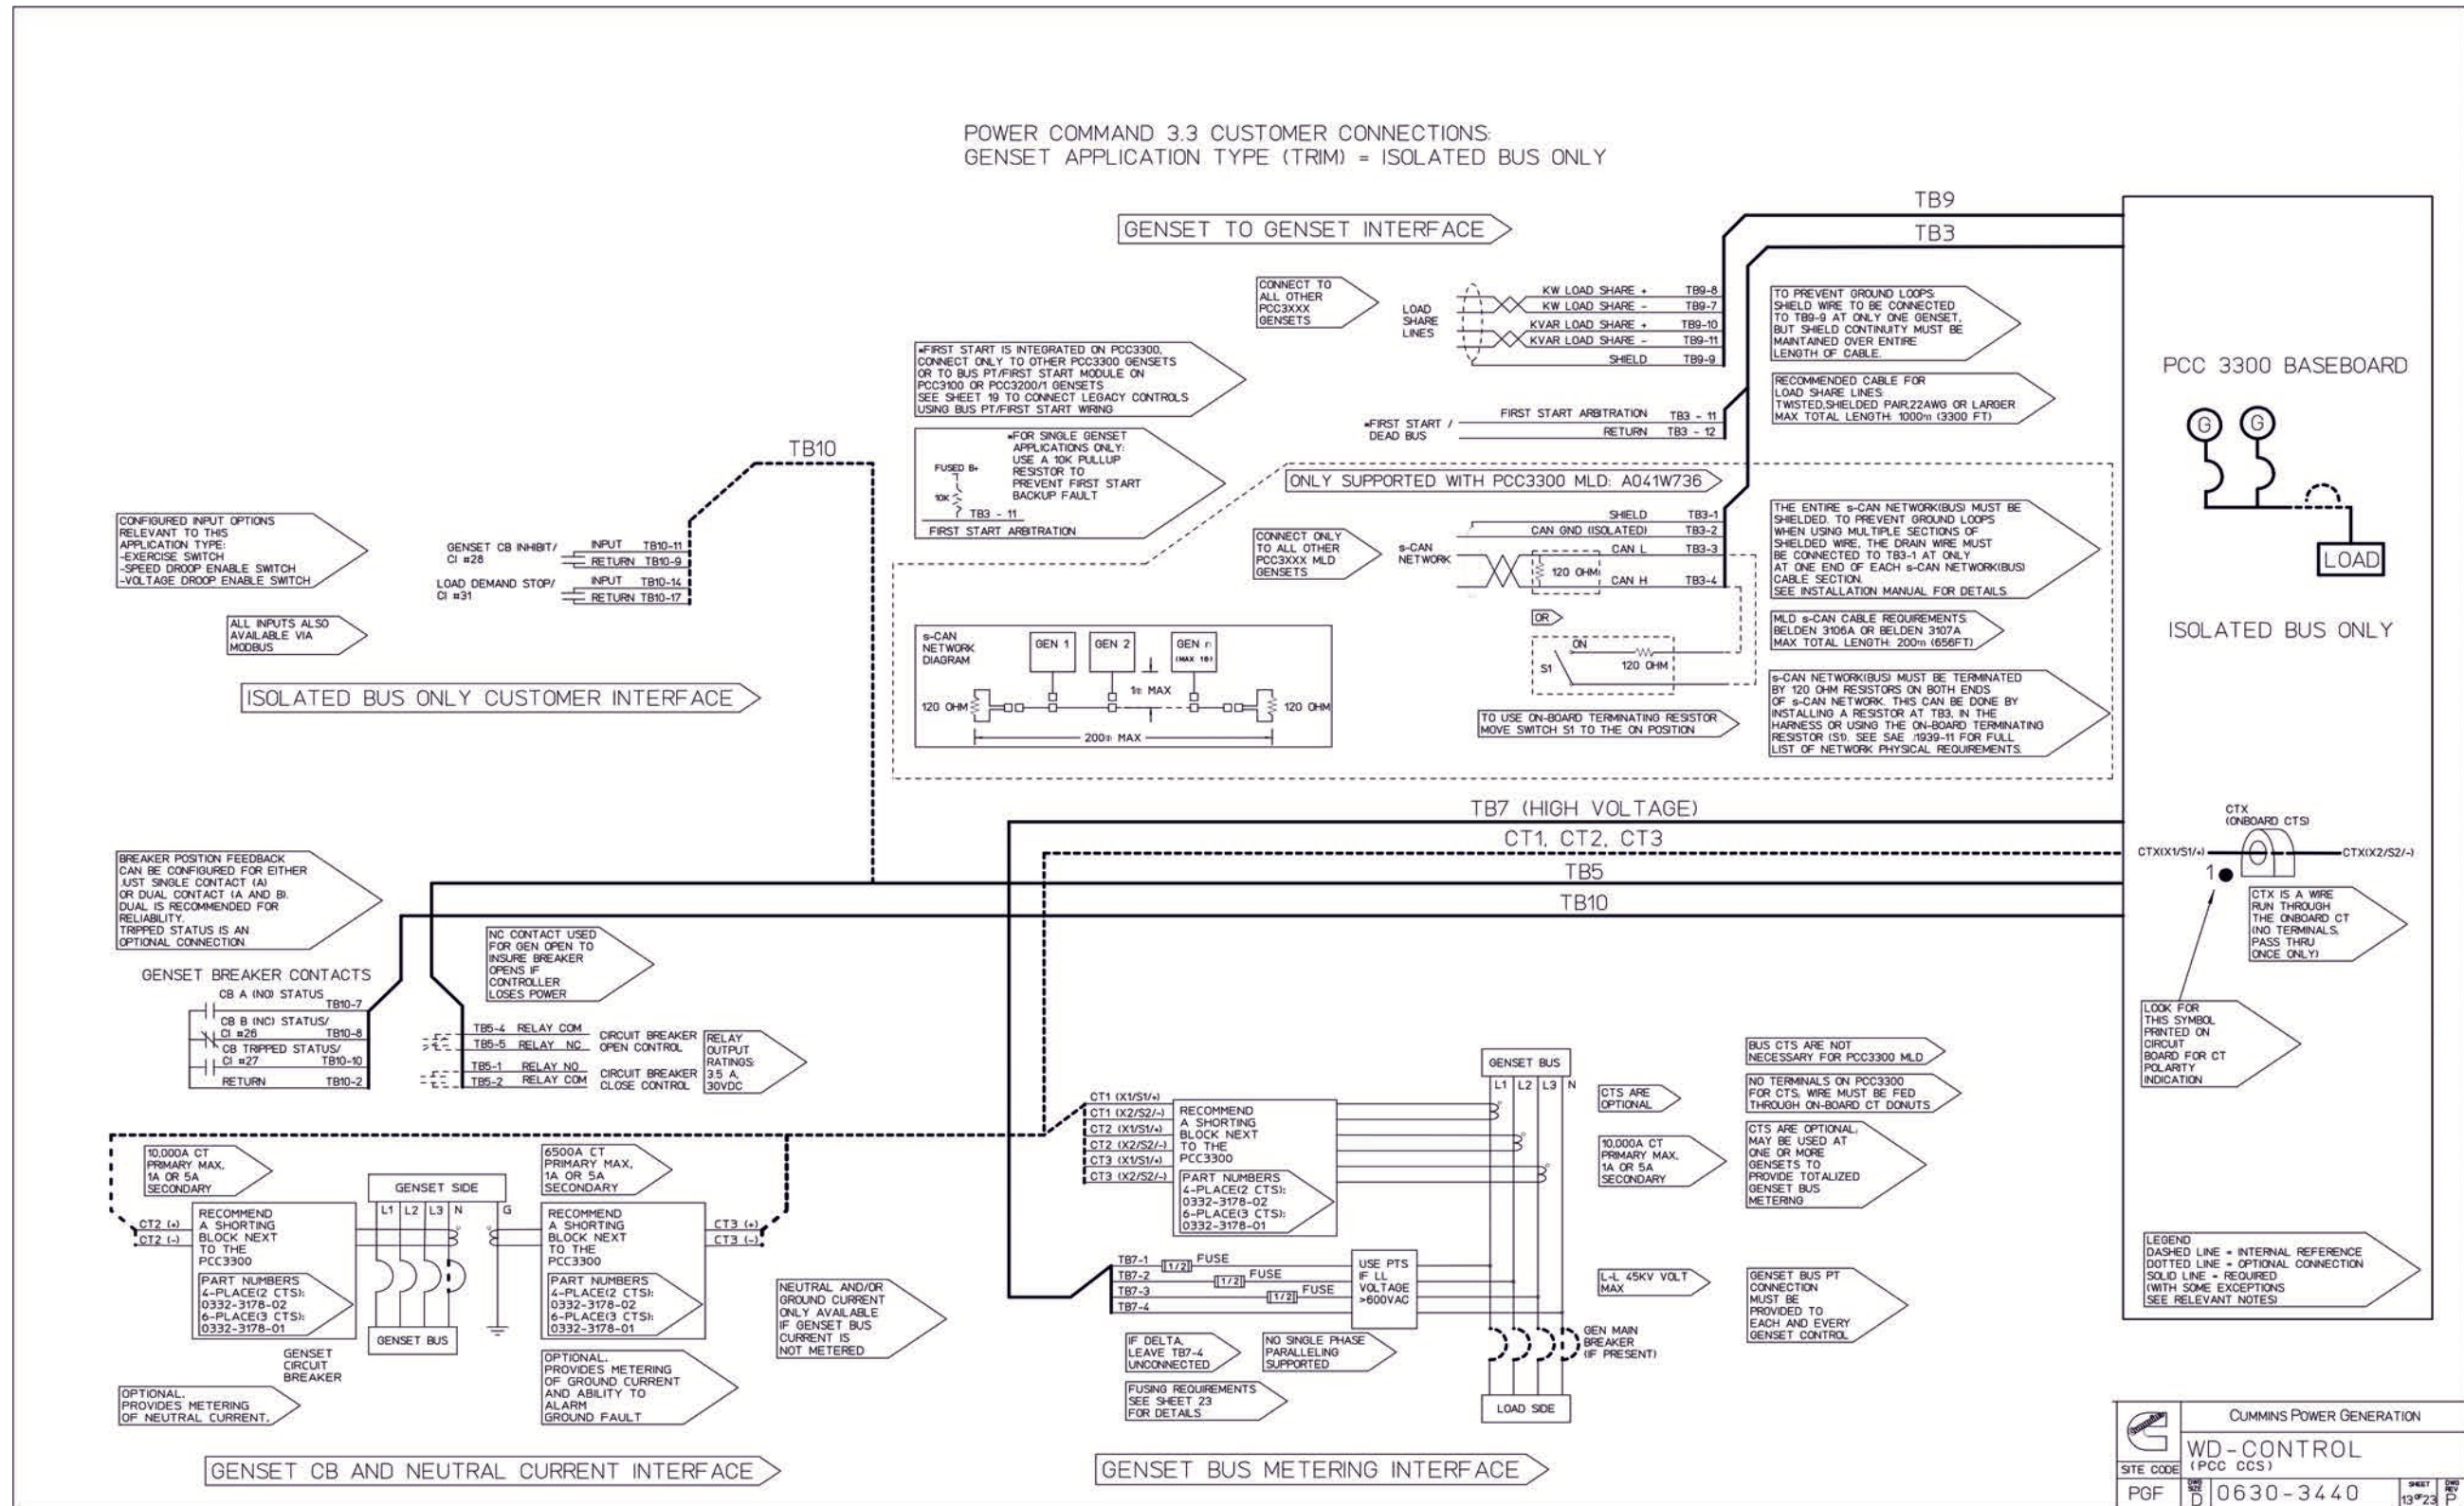 POWER COMMAND 3.3 CUSTOMER CONNECTIONS:
GENSET APPLICATION TYPE (TRIM) = ISOLATED BUS ONLY
GENSET TO GENSET INTERFACE
TB9
TB3
CONNECT TO
ALL OTHER
PCC3XXX
GENSETS
LOAD
SHARE
LINES
KW LOAD SHARE + TB9-8
KW LOAD SHARE - TB9-7
KVAR LOAD SHARE + TB9-10
KVAR LOAD SHARE - TB9-11
SHIELD TB9-9
TO PREVENT GROUND LOOPS:
SHIELD WIRE TO BE CONNECTED
TO TB9-9 AT ONLY ONE GENSET,
BUT SHIELD CONTINUITY MUST BE
MAINTAINED OVER ENTIRE
LENGTH OF CABLE.
RECOMMENDED CABLE FOR
LOAD SHARE LINES:
TWISTED,SHIELDED PAIR,22AWG OR LARGER
MAX TOTAL LENGTH: 1000m (3300 FT)
*FIRST START IS INTEGRATED ON PCC3300,
CONNECT ONLY TO OTHER PCC3300 GENSETS
OR TO BUS PT/FIRST START MODULE ON
PCC3100 OR PCC3200/1 GENSETS
SEE SHEET 19 TO CONNECT LEGACY CONTROLS
USING BUS PT/FIRST START WIRING
*FIRST START /
DEAD BUS
FIRST START ARBITRATION TB3 - 11
RETURN TB3 - 12
*FOR SINGLE GENSET
APPLICATIONS ONLY:
USE A 10K PULLUP
RESISTOR TO
PREVENT FIRST START
BACKUP FAULT
FUSED B+
10K
TB3 - 11
FIRST START ARBITRATION
ONLY SUPPORTED WITH PCC3300 MLD: A041W736
CONNECT ONLY
TO ALL OTHER
PCC3XXX MLD
GENSETS
s-CAN
NETWORK
SHIELD TB3-1
CAN GND (ISOLATED) TB3-2
CAN L TB3-3
120 OHM
CAN H TB3-4
OR
ON
S1
120 OHM
TO USE ON-BOARD TERMINATING RESISTOR
MOVE SWITCH S1 TO THE ON POSITION
THE ENTIRE s-CAN NETWORK(BUS) MUST BE
SHIELDED. TO PREVENT GROUND LOOPS
WHEN USING MULTIPLE SECTIONS OF
SHIELDED WIRE, THE DRAIN WIRE MUST
BE CONNECTED TO TB3-1 AT ONLY
AT ONE END OF EACH s-CAN NETWORK(BUS)
CABLE SECTION.
SEE INSTALLATION MANUAL FOR DETAILS
MLD s-CAN CABLE REQUIREMENTS:
BELDEN 3106A OR BELDEN 3107A
MAX TOTAL LENGTH: 200m (656FT)
s-CAN NETWORK(BUS) MUST BE TERMINATED
BY 120 OHM RESISTORS ON BOTH ENDS
OF s-CAN NETWORK. THIS CAN BE DONE BY
INSTALLING A RESISTOR AT TB3, IN THE
HARNESS OR USING THE ON-BOARD TERMINATING
RESISTOR (S1). SEE SAE J1939-11 FOR FULL
LIST OF NETWORK PHYSICAL REQUIREMENTS.
s-CAN
NETWORK
DIAGRAM
GEN 1
GEN 2
GEN n
(MAX 16)
1m MAX
120 OHM
120 OHM
200m MAX
TB10
CONFIGURED INPUT OPTIONS
RELEVANT TO THIS
APPLICATION TYPE:
-EXERCISE SWITCH
-SPEED DROOP ENABLE SWITCH
-VOLTAGE DROOP ENABLE SWITCH
ALL INPUTS ALSO
AVAILABLE VIA
MODBUS
GENSET CB INHIBIT/
CI #28
INPUT TB10-11
RETURN TB10-9
LOAD DEMAND STOP/
CI #31
INPUT TB10-14
RETURN TB10-17
ISOLATED BUS ONLY CUSTOMER INTERFACE
TB7 (HIGH VOLTAGE)
CT1, CT2, CT3
TB5
TB10
PCC 3300 BASEBOARD
G
G
LOAD
ISOLATED BUS ONLY
CTX
(ONBOARD CTS)
CTX(X1/S1/+)
CTX(X2/S2/-)
1
CTX IS A WIRE
RUN THROUGH
THE ONBOARD CT
(NO TERMINALS,
PASS THRU
ONCE ONLY)
LOOK FOR
THIS SYMBOL
PRINTED ON
CIRCUIT
BOARD FOR CT
POLARITY
INDICATION
LEGEND
DASHED LINE = INTERNAL REFERENCE
DOTTED LINE = OPTIONAL CONNECTION
SOLID LINE = REQUIRED
(WITH SOME EXCEPTIONS
SEE RELEVANT NOTES)
BREAKER POSITION FEEDBACK
CAN BE CONFIGURED FOR EITHER
JUST SINGLE CONTACT (A)
OR DUAL CONTACT (A AND B).
DUAL IS RECOMMENDED FOR
RELIABILITY.
TRIPPED STATUS IS AN
OPTIONAL CONNECTION
GENSET BREAKER CONTACTS
CB A (NO) STATUS
TB10-7
CB B (NC) STATUS/
CI #26 TB10-8
CB TRIPPED STATUS/
CI #27 TB10-10
RETURN TB10-2
NC CONTACT USED
FOR GEN OPEN TO
INSURE BREAKER
OPENS IF
CONTROLLER
LOSES POWER
TB5-4 RELAY COM
TB5-5 RELAY NC
CIRCUIT BREAKER
OPEN CONTROL
TB5-1 RELAY NO
TB5-2 RELAY COM
CIRCUIT BREAKER
CLOSE CONTROL
RELAY
OUTPUT
RATINGS:
3.5 A,
30VDC
10,000A CT
PRIMARY MAX,
1A OR 5A
SECONDARY
CT2 (+)
CT2 (-)
RECOMMEND
A SHORTING
BLOCK NEXT
TO THE
PCC3300
PART NUMBERS
4-PLACE(2 CTS):
0332-3178-02
6-PLACE(3 CTS):
0332-3178-01
GENSET SIDE
L1 L2 L3 N G
GENSET BUS
GENSET
CIRCUIT
BREAKER
OPTIONAL.
PROVIDES METERING
OF NEUTRAL CURRENT.
6500A CT
PRIMARY MAX,
1A OR 5A
SECONDARY
RECOMMEND
A SHORTING
BLOCK NEXT
TO THE
PCC3300
PART NUMBERS
4-PLACE(2 CTS):
0332-3178-02
6-PLACE(3 CTS):
0332-3178-01
CT3 (+)
CT3 (-)
OPTIONAL.
PROVIDES METERING
OF GROUND CURRENT
AND ABILITY TO
ALARM
GROUND FAULT
NEUTRAL AND/OR
GROUND CURRENT
ONLY AVAILABLE
IF GENSET BUS
CURRENT IS
NOT METERED
GENSET CB AND NEUTRAL CURRENT INTERFACE
CT1 (X1/S1/+)
CT1 (X2/S2/-)
CT2 (X1/S1/+)
CT2 (X2/S2/-)
CT3 (X1/S1/+)
CT3 (X2/S2/-)
RECOMMEND
A SHORTING
BLOCK NEXT
TO THE
PCC3300
PART NUMBERS
4-PLACE(2 CTS):
0332-3178-02
6-PLACE(3 CTS):
0332-3178-01
GENSET BUS
L1 L2 L3 N
CTS ARE
OPTIONAL
10,000A CT
PRIMARY MAX,
1A OR 5A
SECONDARY
BUS CTS ARE NOT
NECESSARY FOR PCC3300 MLD
NO TERMINALS ON PCC3300
FOR CTS, WIRE MUST BE FED
THROUGH ON-BOARD CT DONUTS
CTS ARE OPTIONAL,
MAY BE USED AT
ONE OR MORE
GENSETS TO
PROVIDE TOTALIZED
GENSET BUS
METERING
TB7-1 [1/2] FUSE
TB7-2 [1/2] FUSE
TB7-3 [1/2] FUSE
TB7-4
USE PTS
IF LL
VOLTAGE
>600VAC
L-L 45KV VOLT
MAX
GENSET BUS PT
CONNECTION
MUST BE
PROVIDED TO
EACH AND EVERY
GENSET CONTROL
IF DELTA,
LEAVE TB7-4
UNCONNECTED
NO SINGLE PHASE
PARALLELING
SUPPORTED
GEN MAIN
BREAKER
(IF PRESENT)
FUSING REQUIREMENTS
SEE SHEET 23
FOR DETAILS
LOAD SIDE
GENSET BUS METERING INTERFACE
CUMMINS POWER GENERATION
WD-CONTROL
(PCC CCS)
SITE CODE
PGF
D
0630-3440
SHEET
13 OF 23